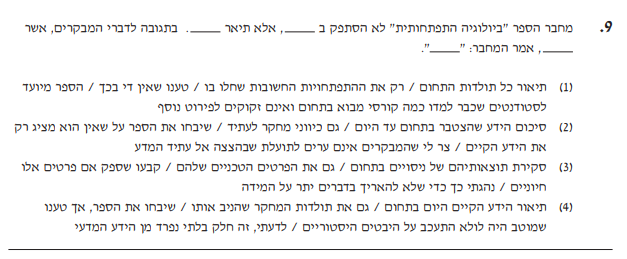 9. מחבר הספר "ביולוגיה התפתחותית" לא הסתפק ב _____, אלא תיאר _____. בתגובה לדברי המבקרים, אשר
_____, אמר המחבר: "_____".
(1) תיאור כל תולדות התחום / רק את ההתפתחויות החשובות שחלו בו / טענו שאין די בכך / הספר מיועד
לסטודנטים שכבר למדו כמה קורסי מבוא בתחום ואינם זקוקים לפירוט נוסף
(2) סיכום הידע שהצטבר בתחום עד היום / גם כיווני מחקר לעתיד / שיבחו את הספר על שאין הוא מציג רק
את הידע הקיים / צר לי שהמבקרים אינם ערים לתועלת שבהצצה אל עתיד המדע
(3) סקירת תוצאותיהם של ניסויים בתחום / גם את הפרטים הטכניים שלהם / קבעו שספק אם פרטים אלו
חיוניים / נהגתי כך כדי שלא להאריך בדברים יתר על המידה
(4) תיאור הידע הקיים היום בתחום / גם את תולדות המחקר שהניב אותו / שיבחו את הספר, אך טענו
שמוטב היה לולא התעכב על היבטים היסטוריים / לדעתי, זה חלק בלתי נפרד מן הידע המדעי